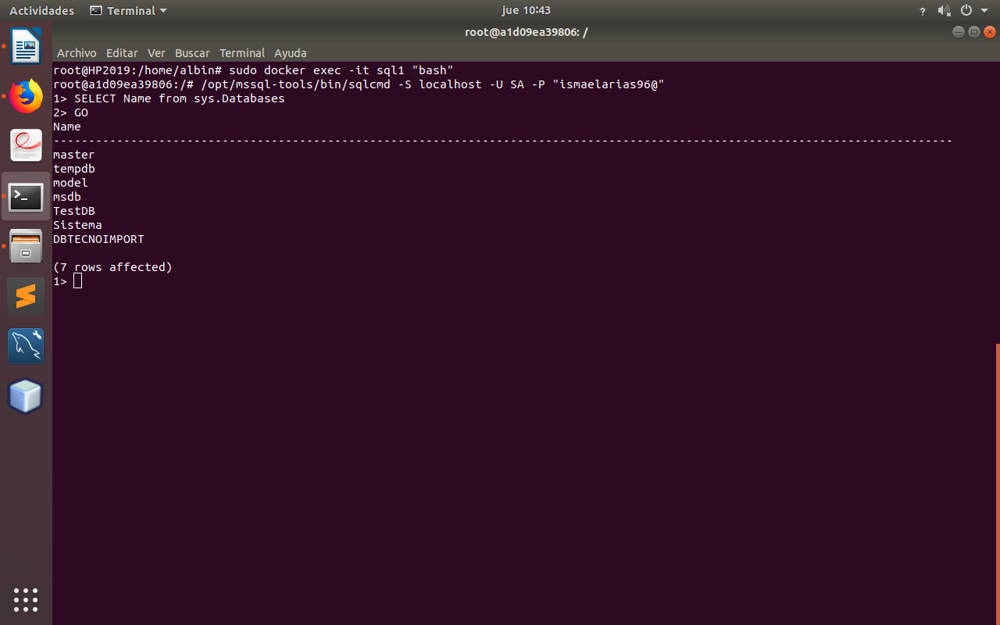 Actividades Terminal jue 10:43 ?
root@a1d09ea39806: /
Archivo Editar Ver Buscar Terminal Ayuda
root@HP2019:/home/albin# sudo docker exec -it sql1 "bash"
root@a1d09ea39806:/# /opt/mssql-tools/bin/sqlcmd -S localhost -U SA -P "ismaelarias96@"
1> SELECT Name from sys.Databases
2> GO
Name
--------------------------------------------------------------------------------------------------------------------------------
master
tempdb
model
msdb
TestDB
Sistema
DBTECNOIMPORT
(7 rows affected)
1>